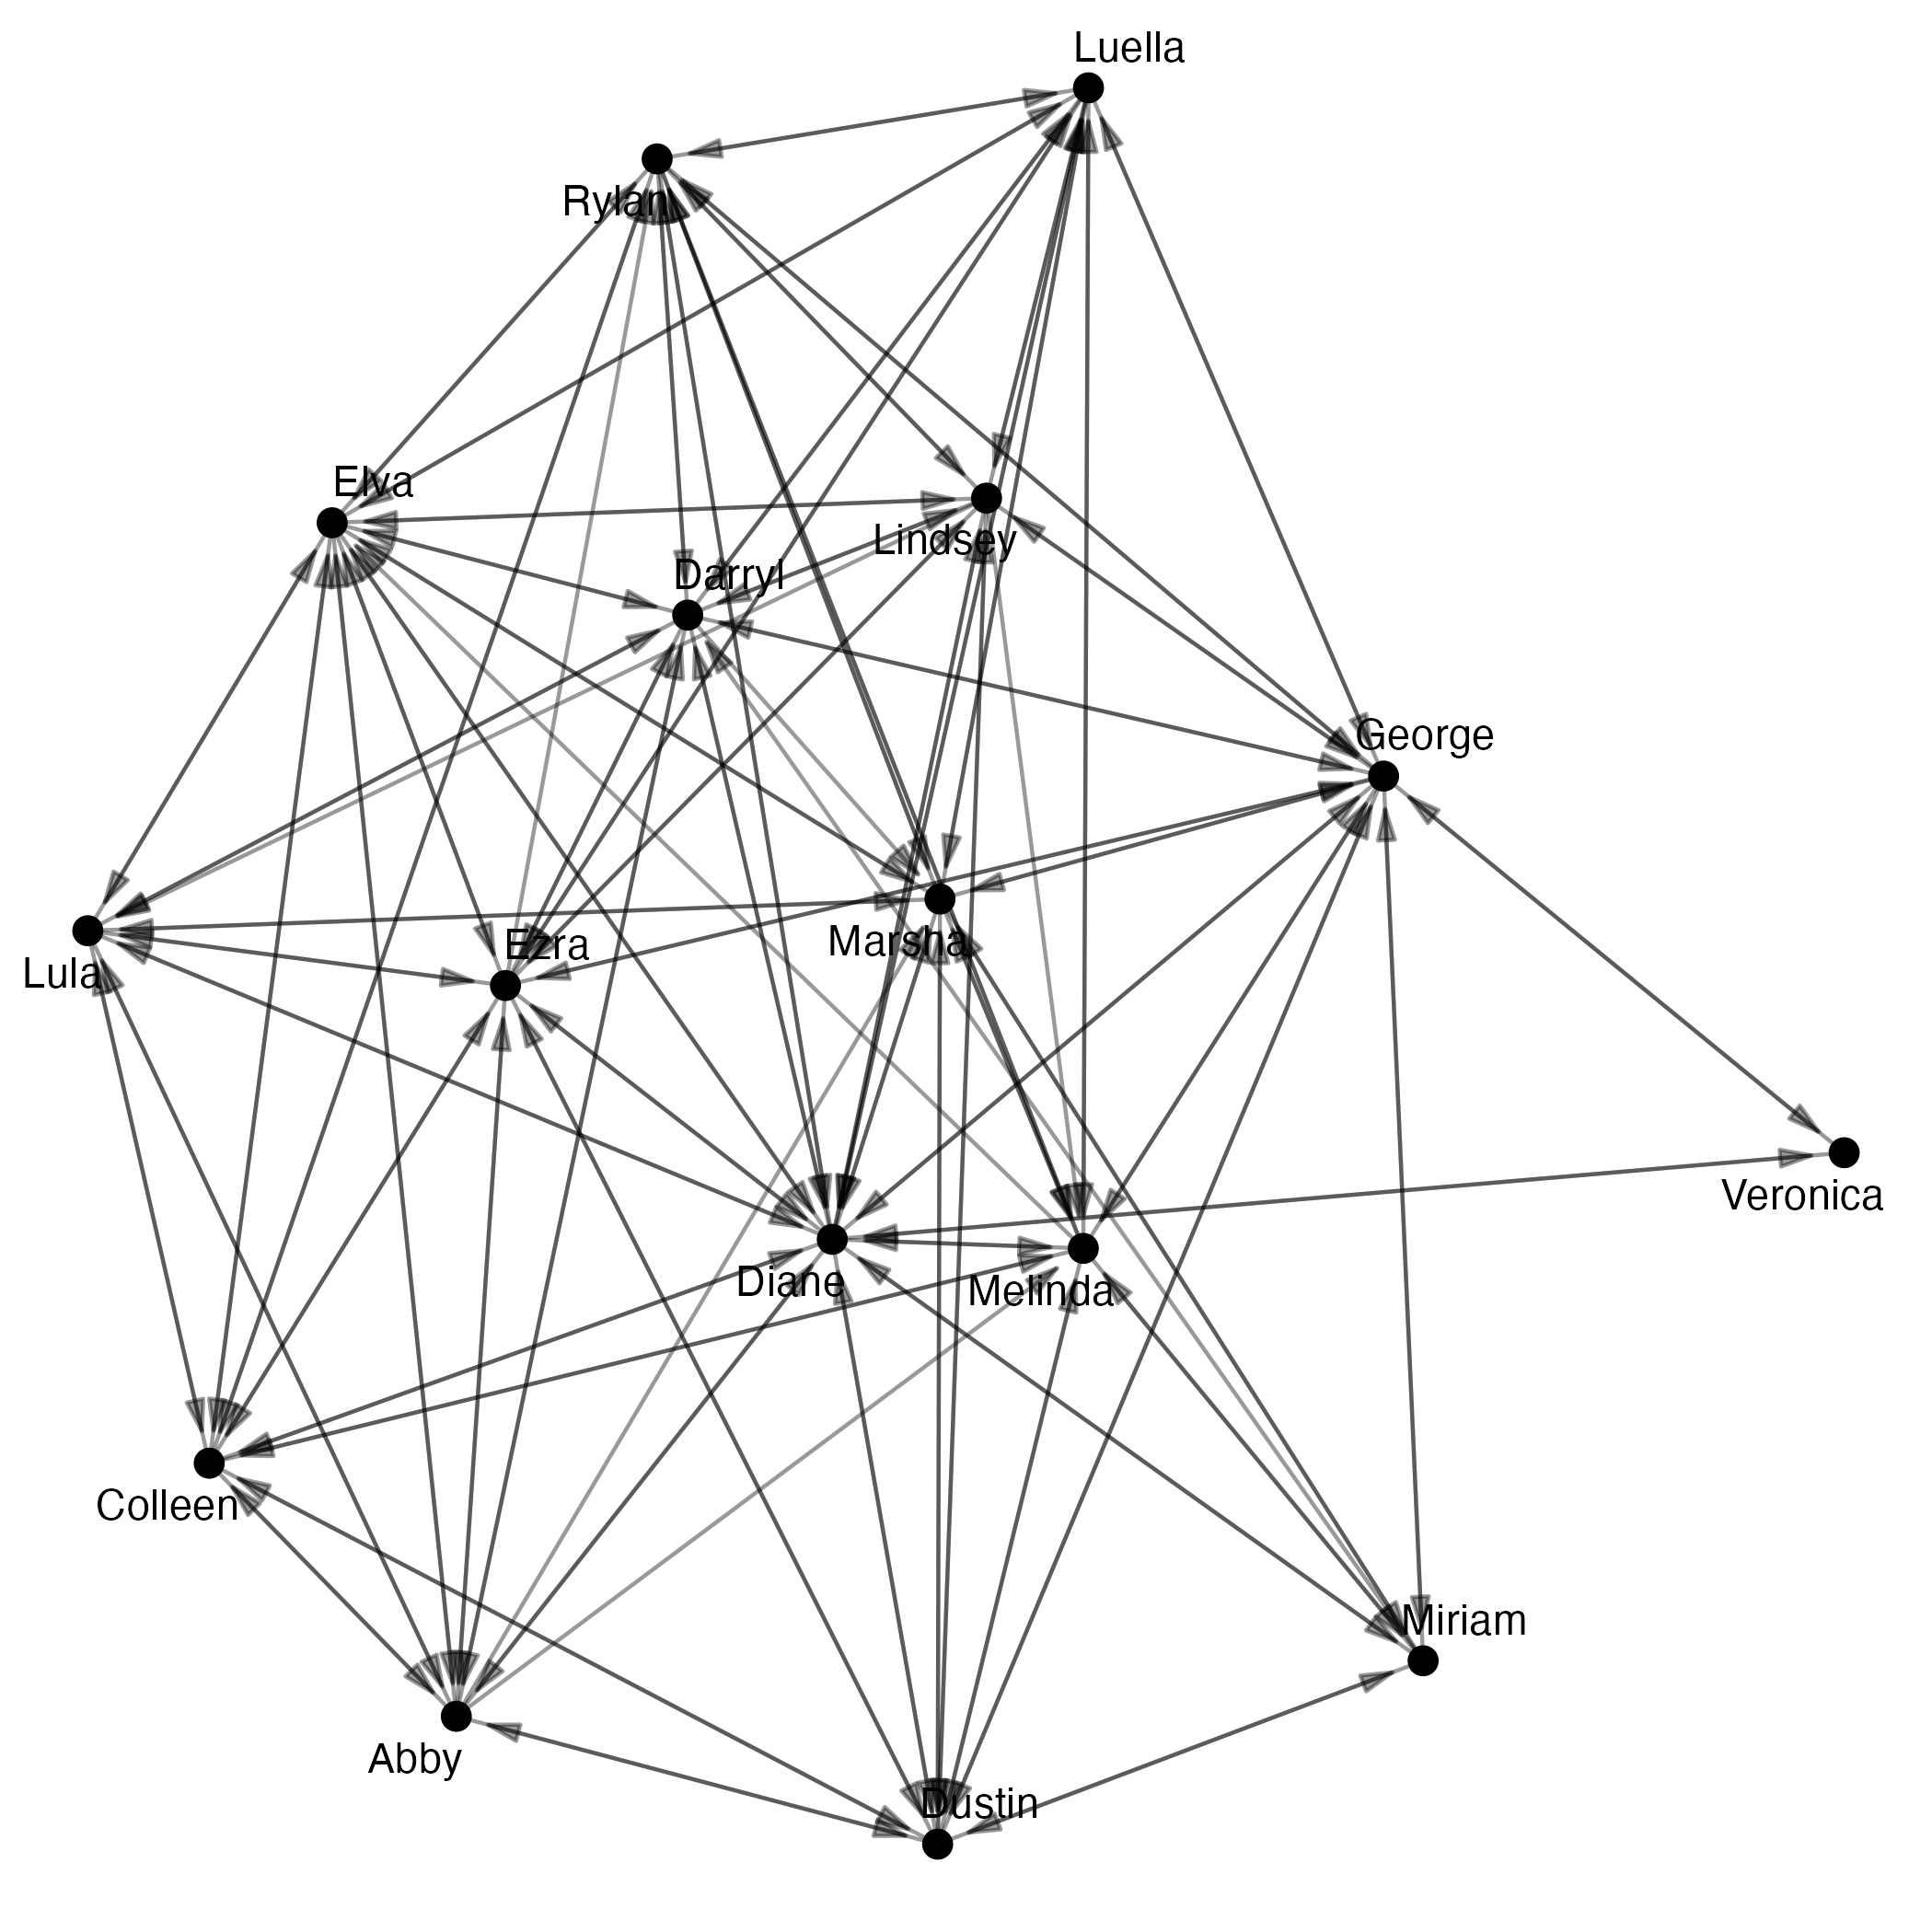 Luella
Rylan
Elva
Lindsey
Darryl
George
Marsha
Ezra
Lula
Veronica
Diane
Melinda
Colleen
Miriam
Abby
Dustin